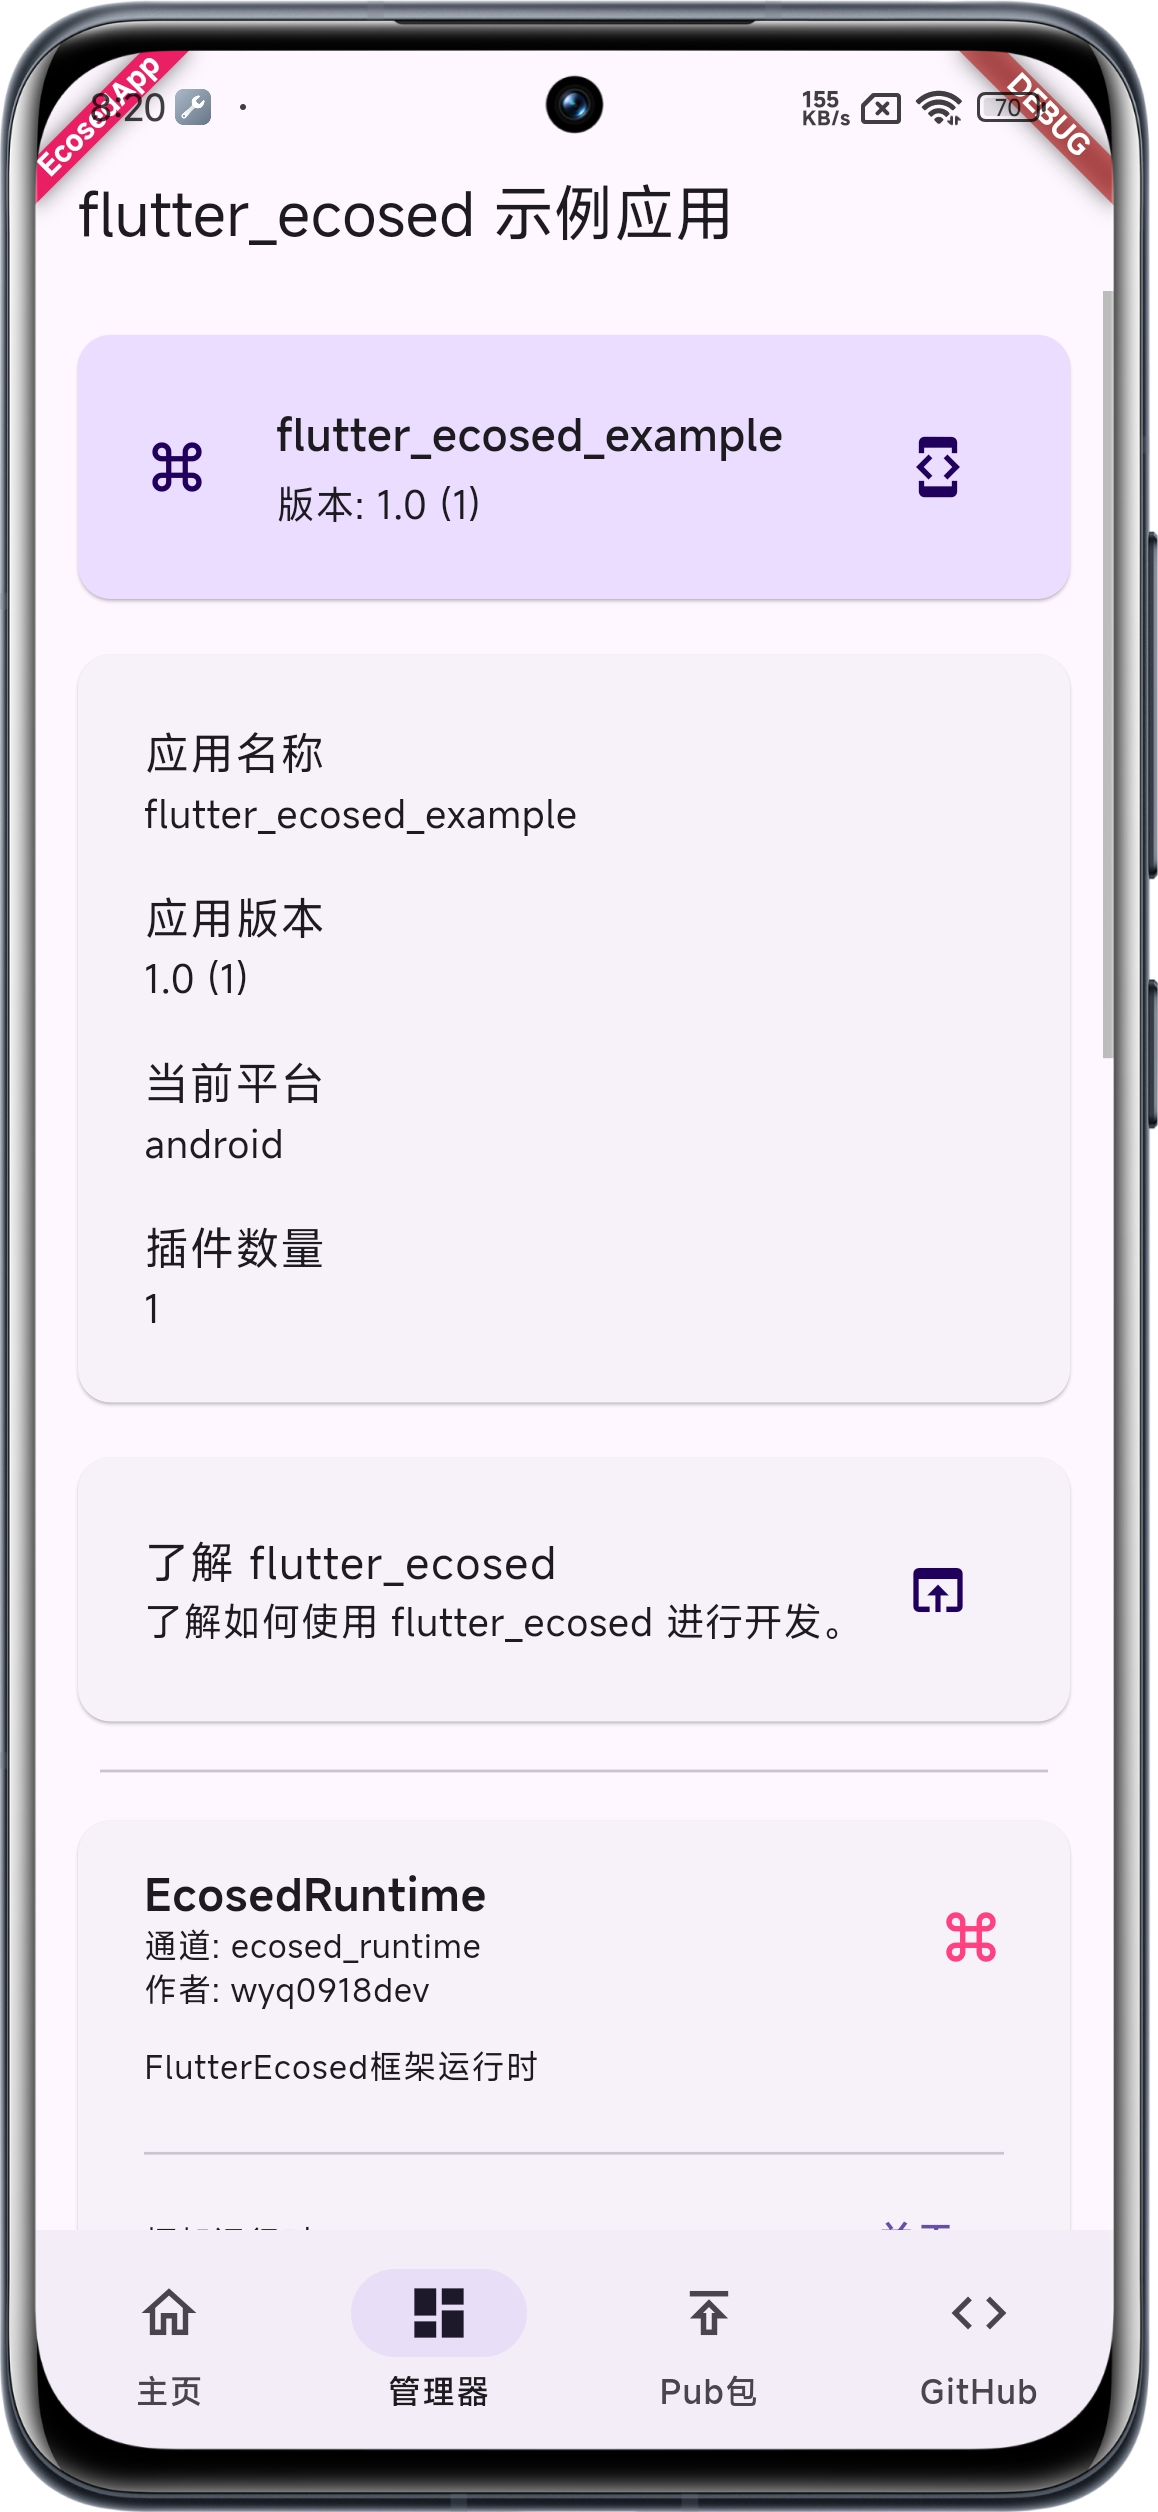 EcosedApp
8:20
155
KB/s
70
DEBUG
flutter_ecosed 示例应用
flutter_ecosed_example
版本: 1.0 (1)
应用名称
flutter_ecosed_example
应用版本
1.0 (1)
当前平台
android
插件数量
1
了解 flutter_ecosed
了解如何使用 flutter_ecosed 进行开发。
EcosedRuntime
通道: ecosed_runtime
作者: wyq0918dev
FlutterEcosed框架运行时
主页
管理器
Pub包
GitHub